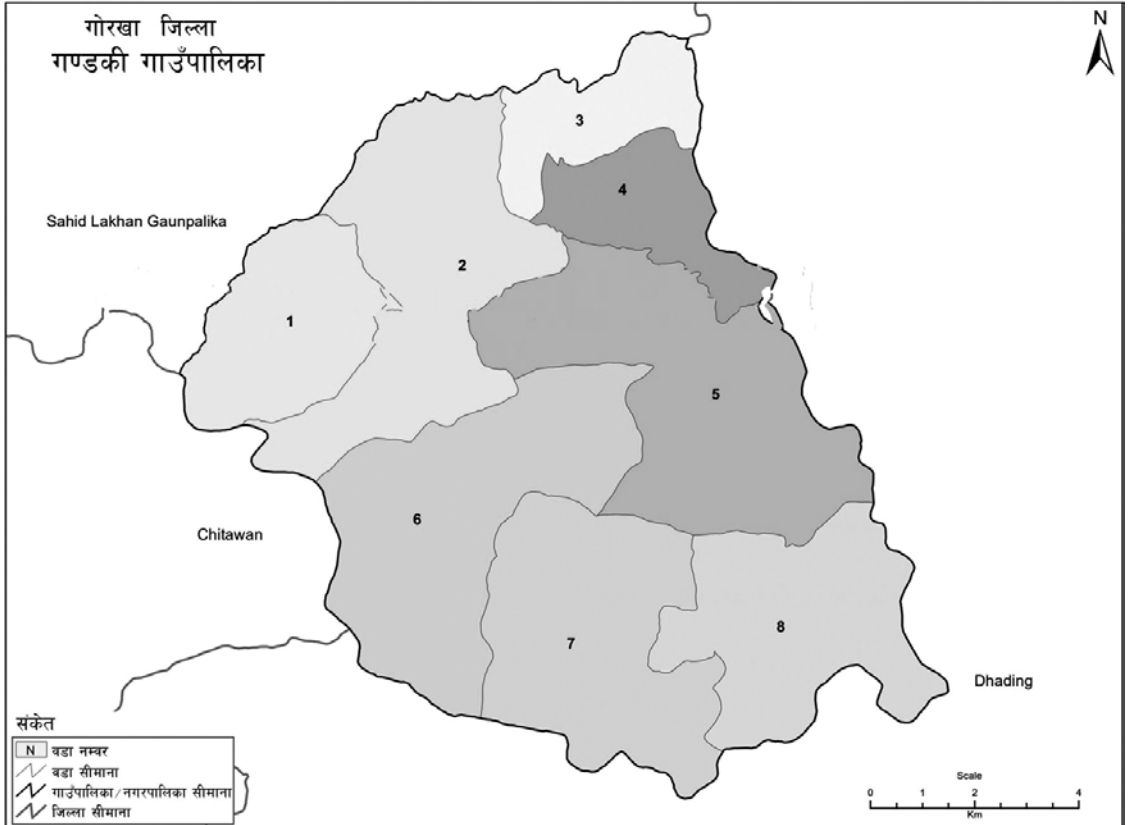 गोरखा जिल्ला
गण्डकी गाउँपालिका
N
3
4
Sahid Lakhan Gaunpalika
2
1
5
6
Chitawan
7
8
Dhading
संकेत
N वडा नम्बर
वडा सीमाना
गाउँपालिका/नगरपालिका सीमाना
जिल्ला सीमाना
Scale
0 1 2 4
Km